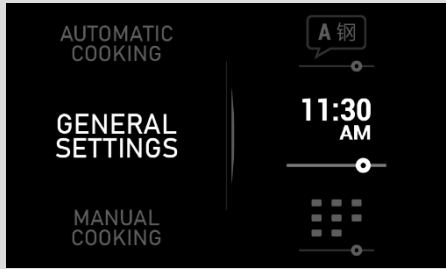 AUTOMATIC
COOKING
GENERAL
SETTINGS
MANUAL
COOKING
A 钢
11:30
AM